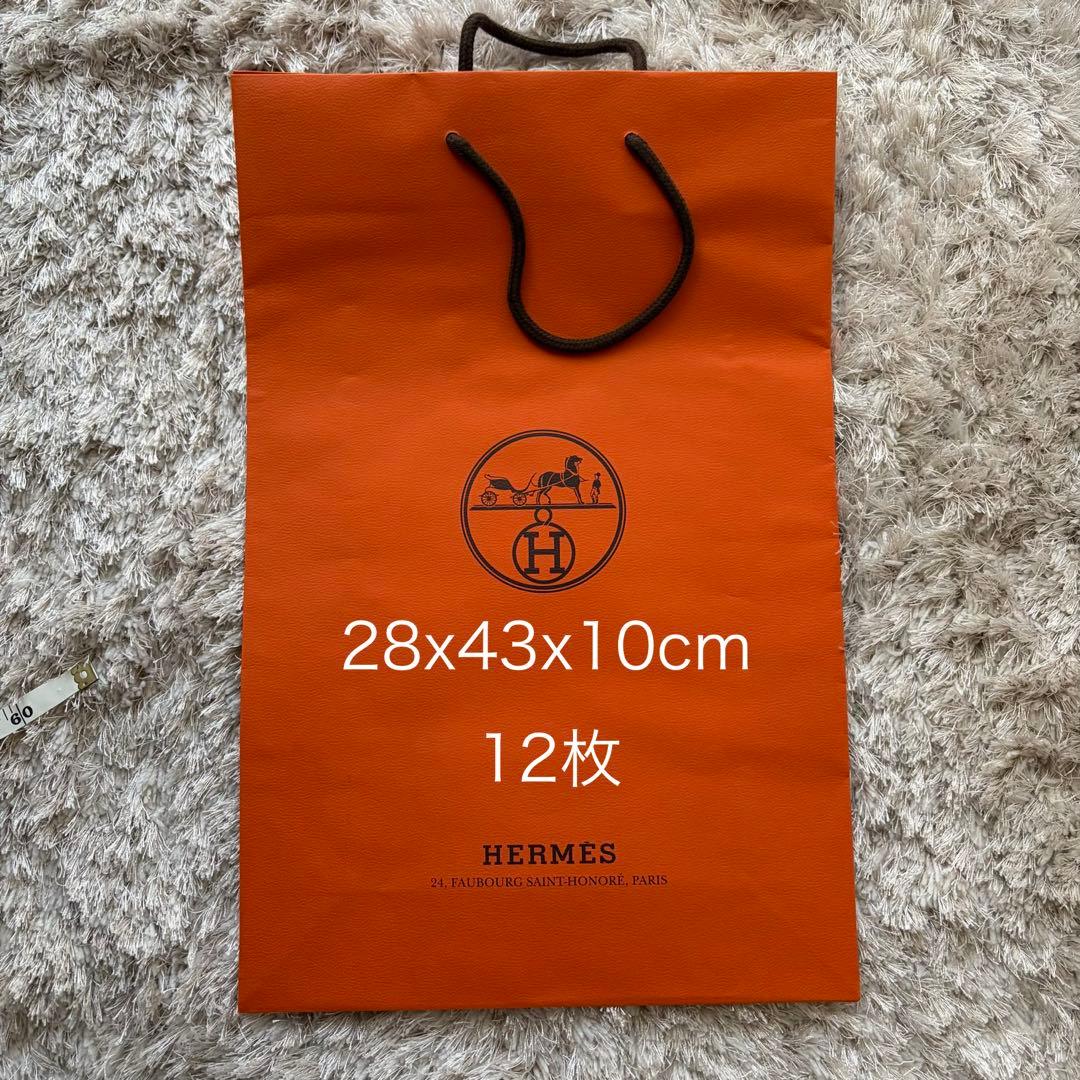 H
28x43x10cm
60
12枚
HERMÈS
24, FAUBOURG SAINT-HONORÉ, PARIS